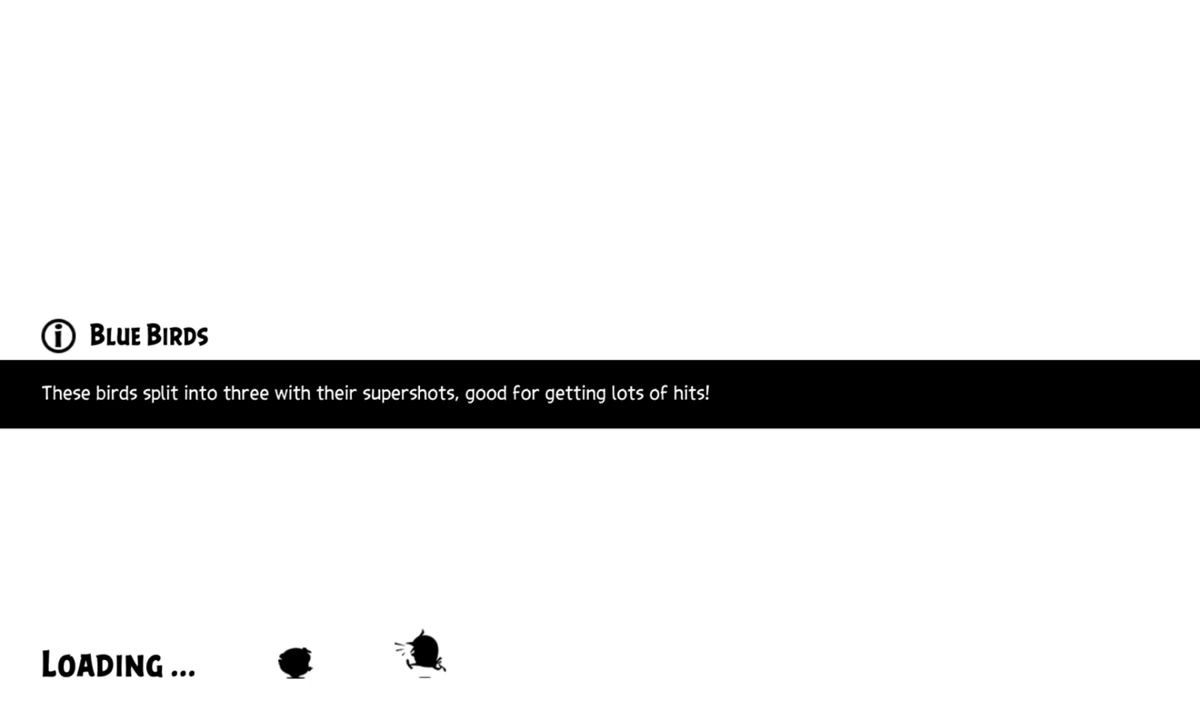 Blue Birds
These birds split into three with their supershots, good for getting lots of hits!
Loading ...